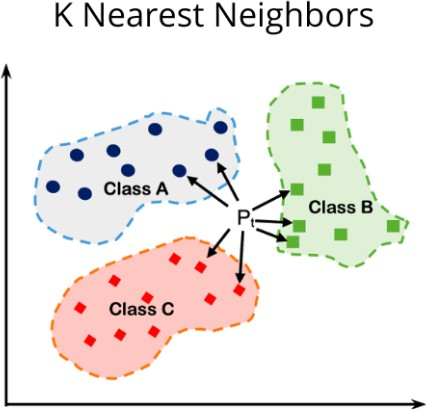 K Nearest Neighbors
Class A
Class B
Pt
Class C